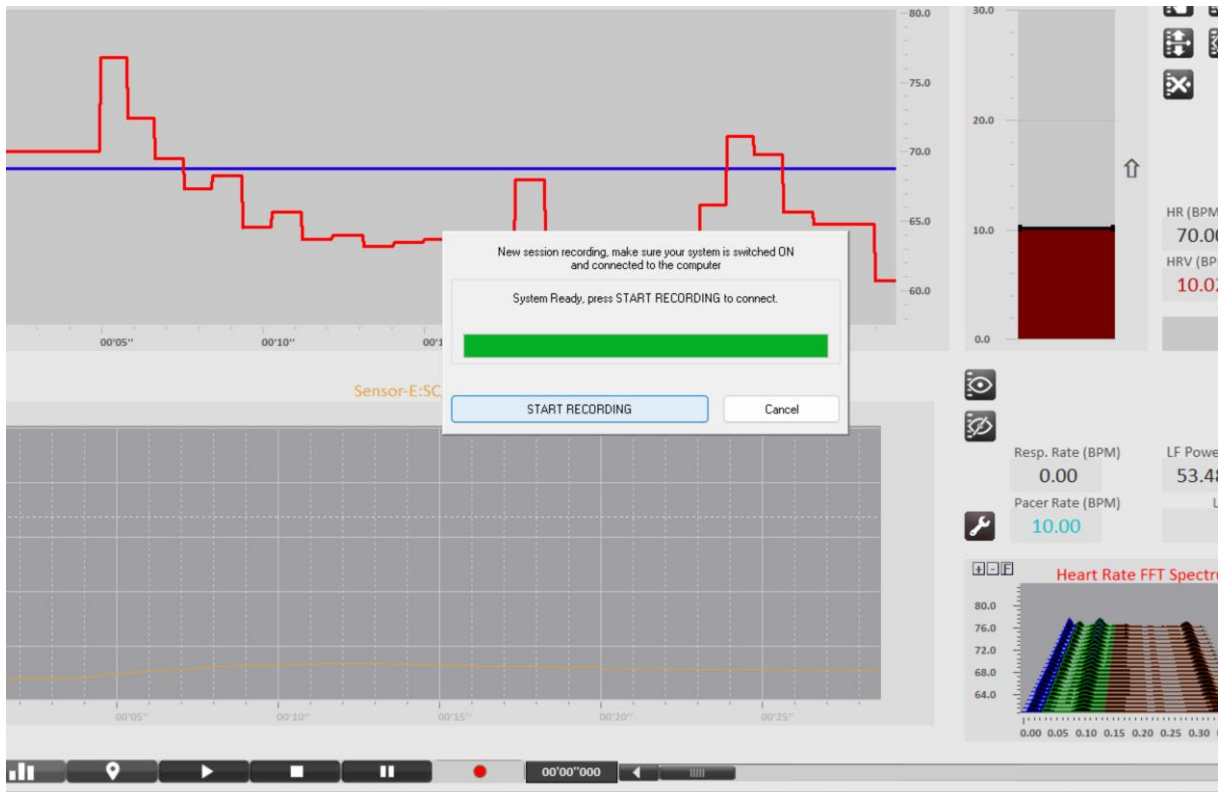 80.0
75.0
70.0
65.0
60.0
00'05''
00'10''
30.0
20.0
10.0
0.0
HR (BPM
70.00
HRV (BP
New session recording, make sure your system is switched ON
and connected to the computer
System Ready, press START RECORDING to connect.
START RECORDING
Cancel
Sensor-E:SC
00'05''
00'10''
00'15''
00'20''
00'25''
Resp. Rate (BPM)
0.00
LF Powe
53.48
Pacer Rate (BPM)
10.00
L
+ - F
Heart Rate FFT Spectr
80.0
76.0
72.0
68.0
64.0
0.00 0.05 0.10 0.15 0.20 0.25 0.30
00'00"000